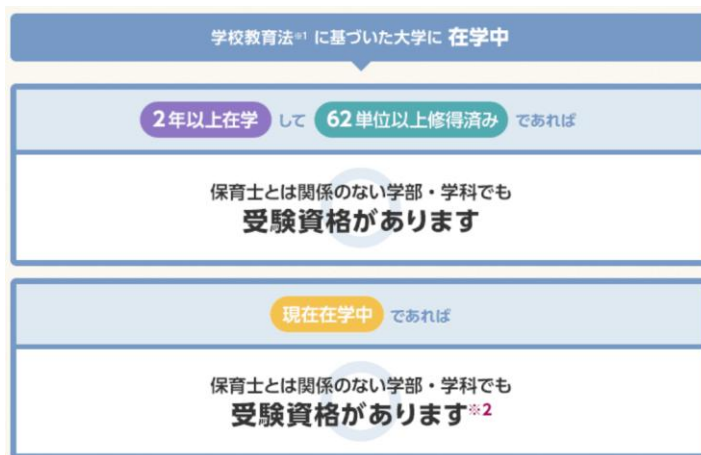 学校教育法※1 に基づいた大学に 在学中
2年以上在学 して 62単位以上修得済み であれば
保育士とは関係のない学部・学科でも
受験資格があります
現在在学中 であれば
保育士とは関係のない学部・学科でも
受験資格があります※2